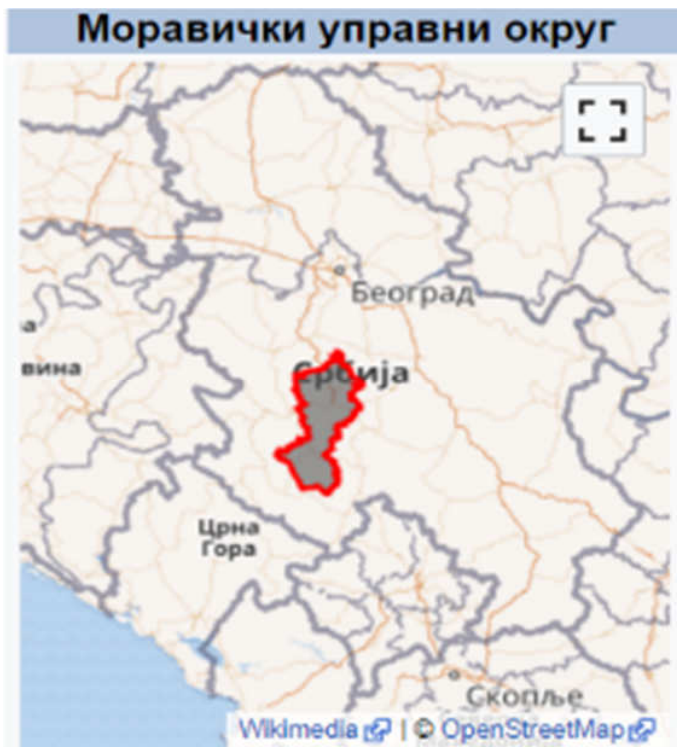 Моравички управни округ
Београд
а
Србија
вина
Црна
Гора
Скопље
Wikimedia | © OpenStreetMap